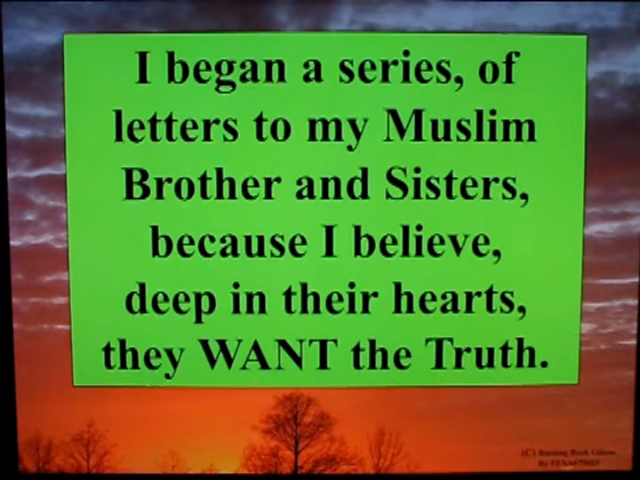 I began a series, of
letters to my Muslim
Brother and Sisters,
because I believe,
deep in their hearts,
they WANT the Truth.
(C)